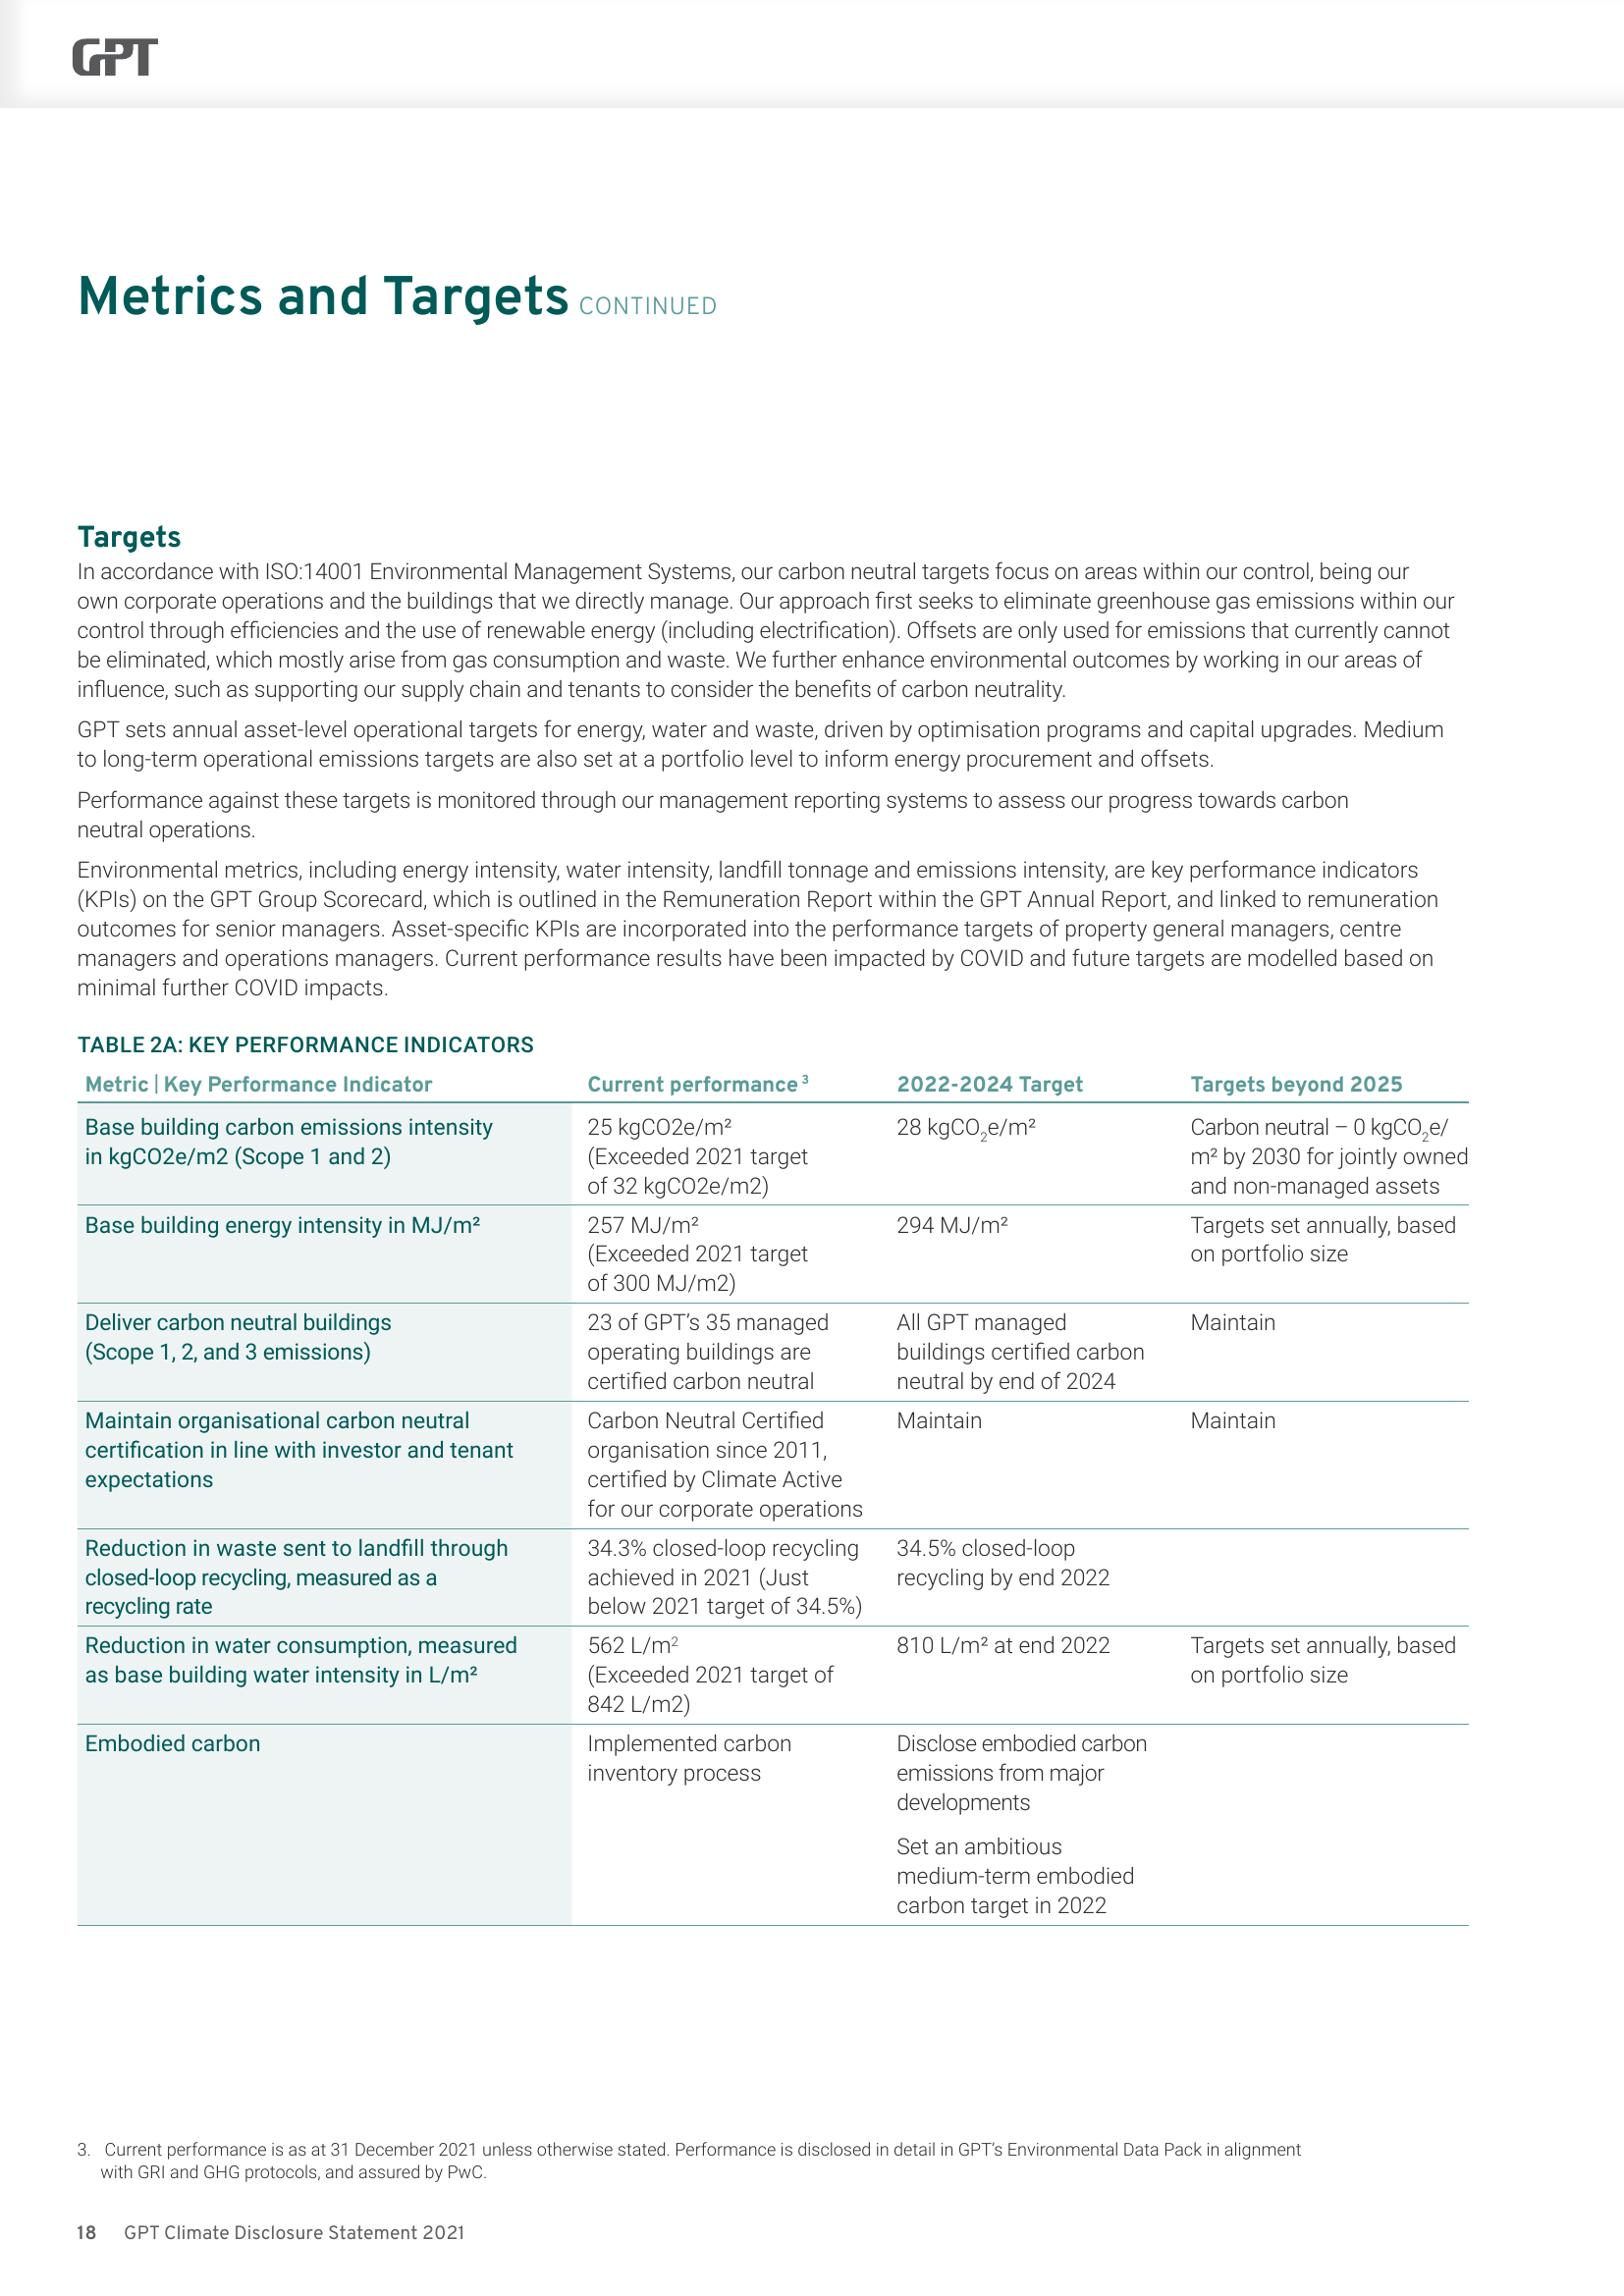 GPT
Metrics and Targets CONTINUED
Targets
In accordance with ISO:14001 Environmental Management Systems, our carbon neutral targets focus on areas within our control, being our
own corporate operations and the buildings that we directly manage. Our approach first seeks to eliminate greenhouse gas emissions within our
control through efficiencies and the use of renewable energy (including electrification). Offsets are only used for emissions that currently cannot
be eliminated, which mostly arise from gas consumption and waste. We further enhance environmental outcomes by working in our areas of
influence, such as supporting our supply chain and tenants to consider the benefits of carbon neutrality.
GPT sets annual asset-level operational targets for energy, water and waste, driven by optimisation programs and capital upgrades. Medium
to long-term operational emissions targets are also set at a portfolio level to inform energy procurement and offsets.
Performance against these targets is monitored through our management reporting systems to assess our progress towards carbon
neutral operations.
Environmental metrics, including energy intensity, water intensity, landfill tonnage and emissions intensity, are key performance indicators
(KPIs) on the GPT Group Scorecard, which is outlined in the Remuneration Report within the GPT Annual Report, and linked to remuneration
outcomes for senior managers. Asset-specific KPIs are incorporated into the performance targets of property general managers, centre
managers and operations managers. Current performance results have been impacted by COVID and future targets are modelled based on
minimal further COVID impacts.
TABLE 2A: KEY PERFORMANCE INDICATORS
Metric | Key Performance Indicator
Current performance ³
2022-2024 Target
Targets beyond 2025
Base building carbon emissions intensity
in kgCO2e/m2 (Scope 1 and 2)
25 kgCO2e/m²
(Exceeded 2021 target
of 32 kgCO2e/m2)
28 kgCO₂e/m²
Carbon neutral – 0 kgCO₂e/
m² by 2030 for jointly owned
and non-managed assets
Base building energy intensity in MJ/m²
257 MJ/m²
(Exceeded 2021 target
of 300 MJ/m2)
294 MJ/m²
Targets set annually, based
on portfolio size
Deliver carbon neutral buildings
(Scope 1, 2, and 3 emissions)
23 of GPT’s 35 managed
operating buildings are
certified carbon neutral
All GPT managed
buildings certified carbon
neutral by end of 2024
Maintain
Maintain organisational carbon neutral
certification in line with investor and tenant
expectations
Carbon Neutral Certified
organisation since 2011,
certified by Climate Active
for our corporate operations
Maintain
Maintain
Reduction in waste sent to landfill through
closed-loop recycling, measured as a
recycling rate
34.3% closed-loop recycling
achieved in 2021 (Just
below 2021 target of 34.5%)
34.5% closed-loop
recycling by end 2022
Reduction in water consumption, measured
as base building water intensity in L/m²
562 L/m²
(Exceeded 2021 target of
842 L/m2)
810 L/m² at end 2022
Targets set annually, based
on portfolio size
Embodied carbon
Implemented carbon
inventory process
Disclose embodied carbon
emissions from major
developments
Set an ambitious
medium-term embodied
carbon target in 2022
3. Current performance is as at 31 December 2021 unless otherwise stated. Performance is disclosed in detail in GPT’s Environmental Data Pack in alignment
with GRI and GHG protocols, and assured by PwC.
18 GPT Climate Disclosure Statement 2021